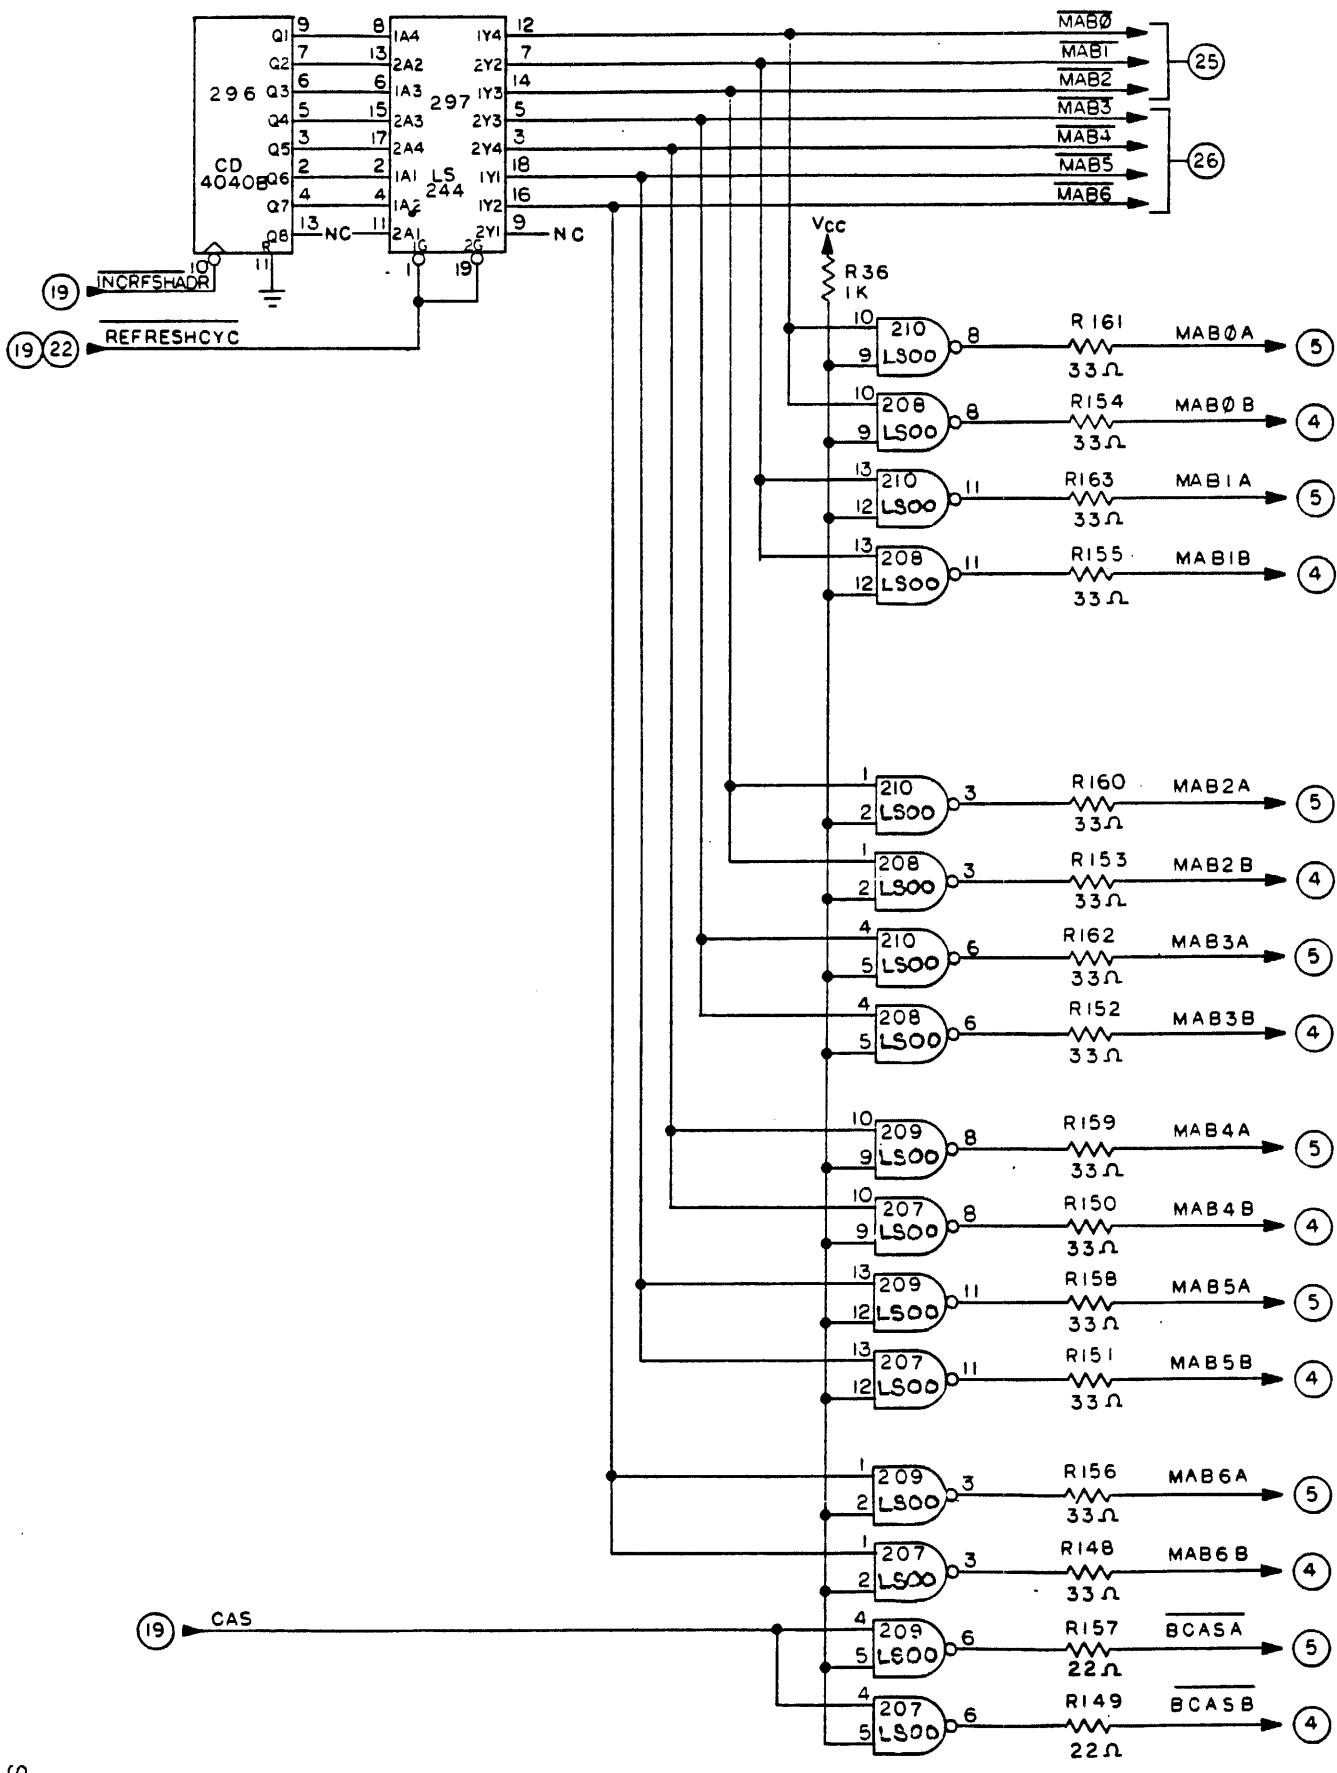 9 8 12 MABØ
Q1 1A4 1Y4
7 13 7 MAB1
Q2 2A2 2Y2 25
6 6 14 MAB2
296 Q3 1A3 297 1Y3
5 15 5 MAB3
Q4 2A3 2Y3
3 17 3 MAB4
Q5 2A4 2Y4
CD 2 2 LS 18 MAB5 26
4040B Q6 1A1 244 1Y1
4 4 16 MAB6
Q7 1A2 1Y2
13 NC 11 9 NC
Q8 2A1 2Y1
R 1G 2G
10 11 1 19
VCC
R36
1K
19 INCRFSHADR
19 22 REFRESHCYC
10 210 8 R161 MABØA 5
9 LS00 33Ω
10 208 8 R154 MABØB 4
9 LS00 33Ω
13 210 11 R163 MAB1A 5
12 LS00 33Ω
13 208 11 R155 MAB1B 4
12 LS00 33Ω
1 210 3 R160 MAB2A 5
2 LS00 33Ω
1 208 3 R153 MAB2B 4
2 LS00 33Ω
4 210 6 R162 MAB3A 5
5 LS00 33Ω
4 208 6 R152 MAB3B 4
5 LS00 33Ω
10 209 8 R159 MAB4A 5
9 LS00 33Ω
10 207 8 R150 MAB4B 4
9 LS00 33Ω
13 209 11 R158 MAB5A 5
12 LS00 33Ω
13 207 11 R151 MAB5B 4
12 LS00 33Ω
1 209 3 R156 MAB6A 5
2 LS00 33Ω
1 207 3 R148 MAB6B 4
2 LS00 33Ω
19 CAS
4 209 6 R157 BCASA 5
5 LS00 22Ω
4 207 6 R149 BCASB 4
5 LS00 22Ω